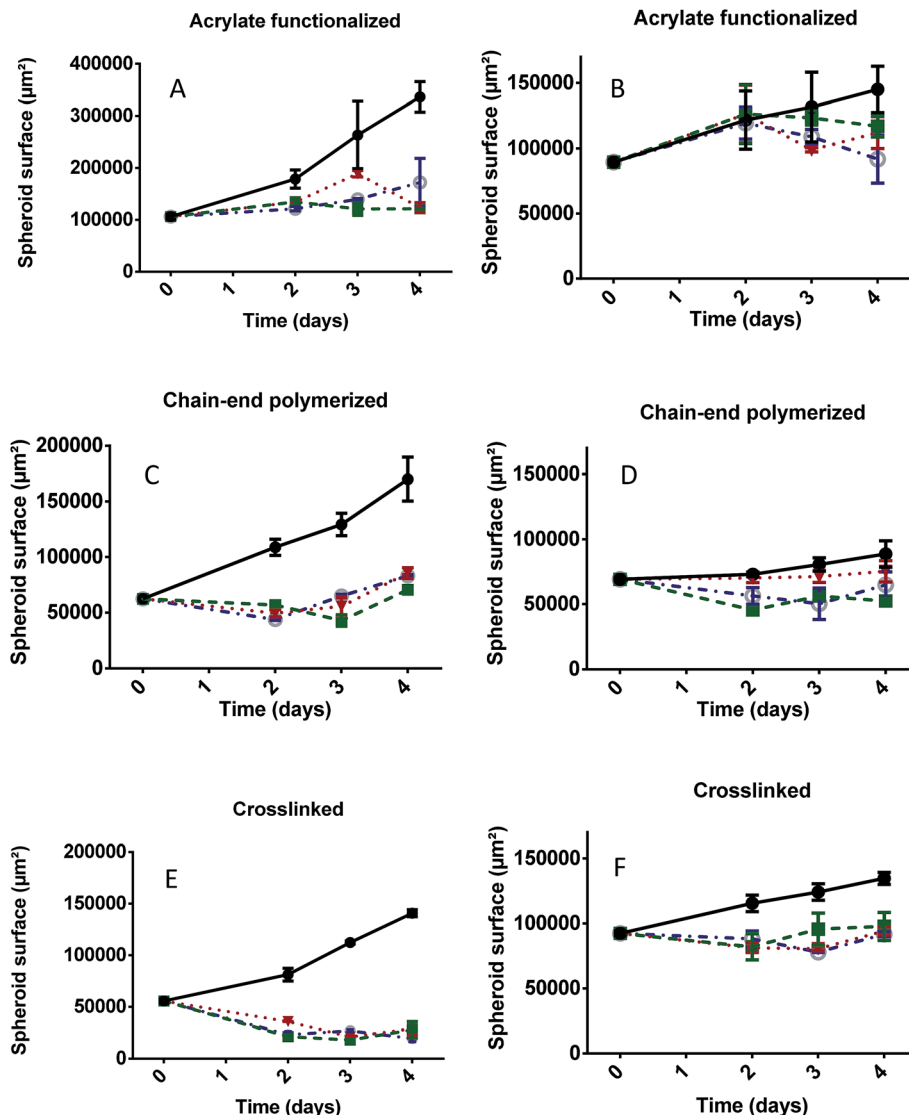 Acrylate functionalized
Spheroid surface (µm²)
400000
300000
200000
100000
0
A
0 1 2 3 4
Time (days)
Acrylate functionalized
Spheroid surface (µm²)
150000
100000
50000
0
B
0 1 2 3 4
Time (days)
Chain-end polymerized
Spheroid surface (µm²)
200000
150000
100000
50000
0
C
0 1 2 3 4
Time (days)
Chain-end polymerized
Spheroid surface (µm²)
150000
100000
50000
0
D
0 1 2 3 4
Time (days)
Crosslinked
Spheroid surface (µm²)
200000
150000
100000
50000
0
E
0 1 2 3 4
Time (days)
Crosslinked
Spheroid surface (µm²)
150000
100000
50000
0
F
0 1 2 3 4
Time (days)